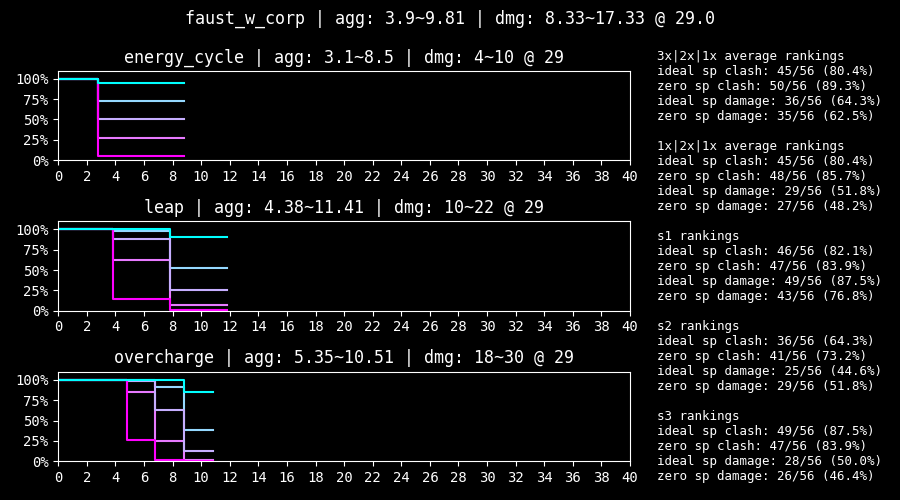 faust_w_corp | agg: 3.9~9.81 | dmg: 8.33~17.33 @ 29.0
energy_cycle | agg: 3.1~8.5 | dmg: 4~10 @ 29
100%
75%
50%
25%
0%
0 2 4 6 8 10 12 14 16 18 20 22 24 26 28 30 32 34 36 38 40
leap | agg: 4.38~11.41 | dmg: 10~22 @ 29
100%
75%
50%
25%
0%
0 2 4 6 8 10 12 14 16 18 20 22 24 26 28 30 32 34 36 38 40
overcharge | agg: 5.35~10.51 | dmg: 18~30 @ 29
100%
75%
50%
25%
0%
0 2 4 6 8 10 12 14 16 18 20 22 24 26 28 30 32 34 36 38 40
3x|2x|1x average rankings
ideal sp clash: 45/56 (80.4%)
zero sp clash: 50/56 (89.3%)
ideal sp damage: 36/56 (64.3%)
zero sp damage: 35/56 (62.5%)
1x|2x|1x average rankings
ideal sp clash: 45/56 (80.4%)
zero sp clash: 48/56 (85.7%)
ideal sp damage: 29/56 (51.8%)
zero sp damage: 27/56 (48.2%)
s1 rankings
ideal sp clash: 46/56 (82.1%)
zero sp clash: 47/56 (83.9%)
ideal sp damage: 49/56 (87.5%)
zero sp damage: 43/56 (76.8%)
s2 rankings
ideal sp clash: 36/56 (64.3%)
zero sp clash: 41/56 (73.2%)
ideal sp damage: 25/56 (44.6%)
zero sp damage: 29/56 (51.8%)
s3 rankings
ideal sp clash: 49/56 (87.5%)
zero sp clash: 47/56 (83.9%)
ideal sp damage: 28/56 (50.0%)
zero sp damage: 26/56 (46.4%)